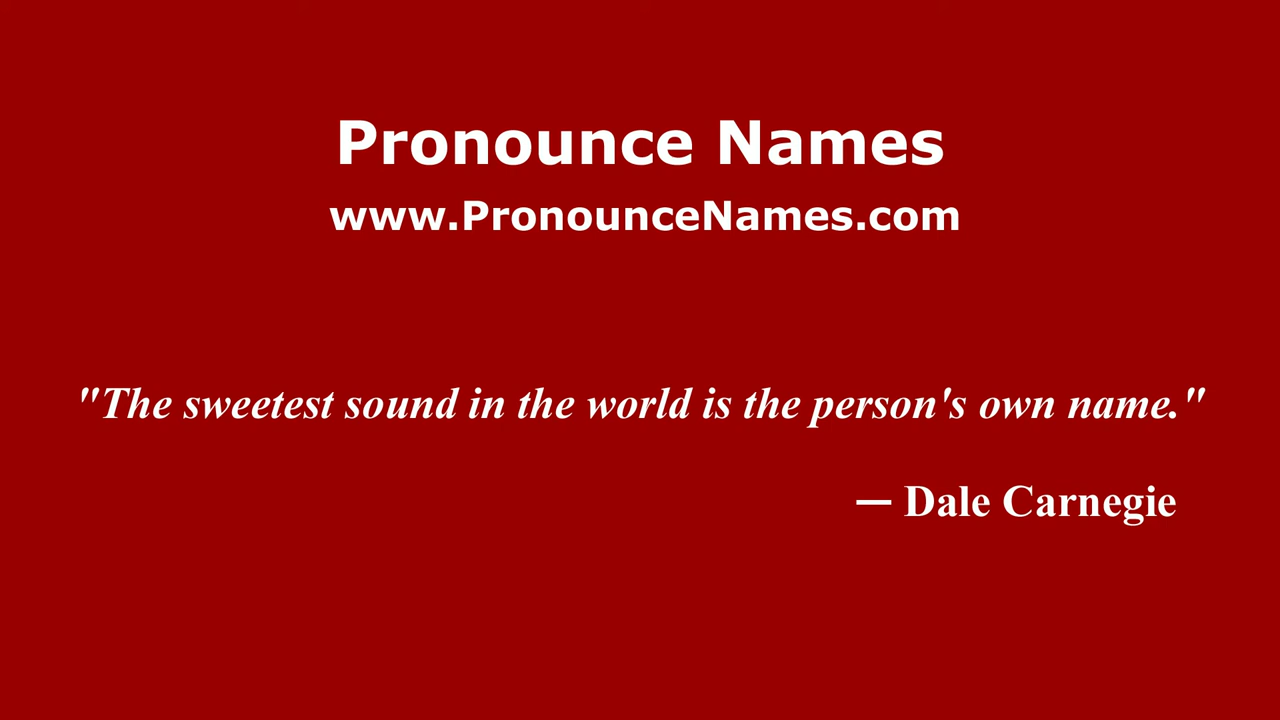 Pronounce Names
www.PronounceNames.com
"The sweetest sound in the world is the person's own name."
— Dale Carnegie